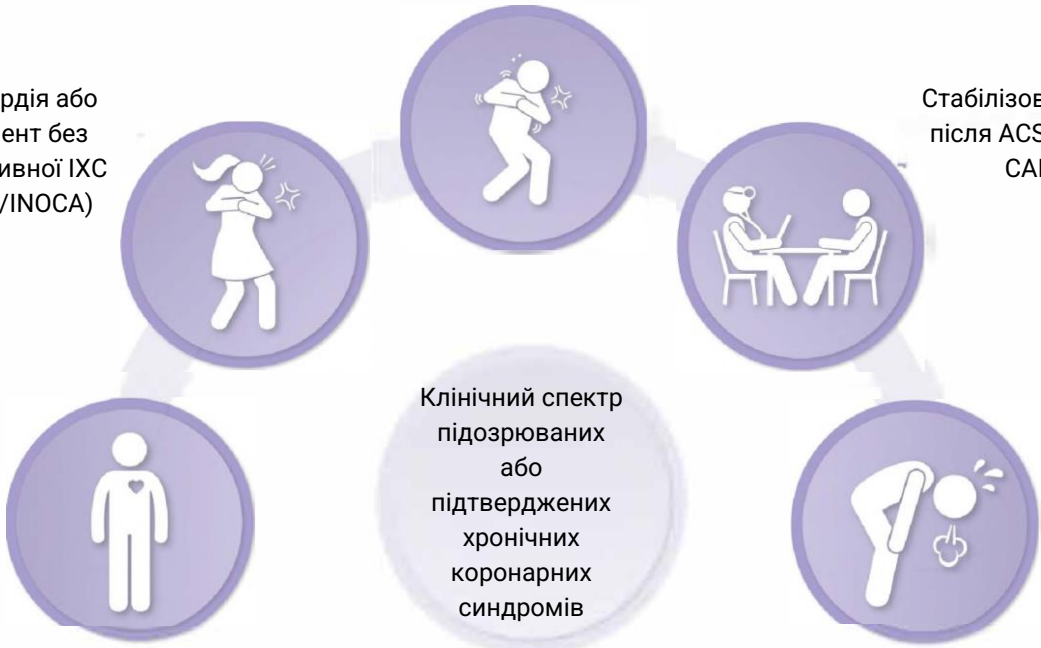 рдія або
ент без
ивної ІХС
/INOCA)
Стабілізов
після ACS
CAI
Клінічний спектр
підозрюваних
або
підтверджених
хронічних
коронарних
синдромів